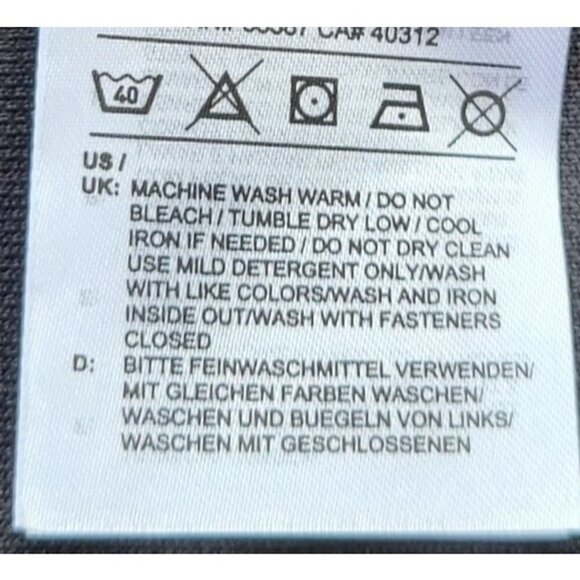 CA# 40312
40
US /
UK: MACHINE WASH WARM / DO NOT
BLEACH / TUMBLE DRY LOW / COOL
IRON IF NEEDED / DO NOT DRY CLEAN
USE MILD DETERGENT ONLY/WASH
WITH LIKE COLORS/WASH AND IRON
INSIDE OUT/WASH WITH FASTENERS
CLOSED
D: BITTE FEINWASCHMITTEL VERWENDEN/
MIT GLEICHEN FARBEN WASCHEN/
WASCHEN UND BUEGELN VON LINKS/
WASCHEN MIT GESCHLOSSENEN